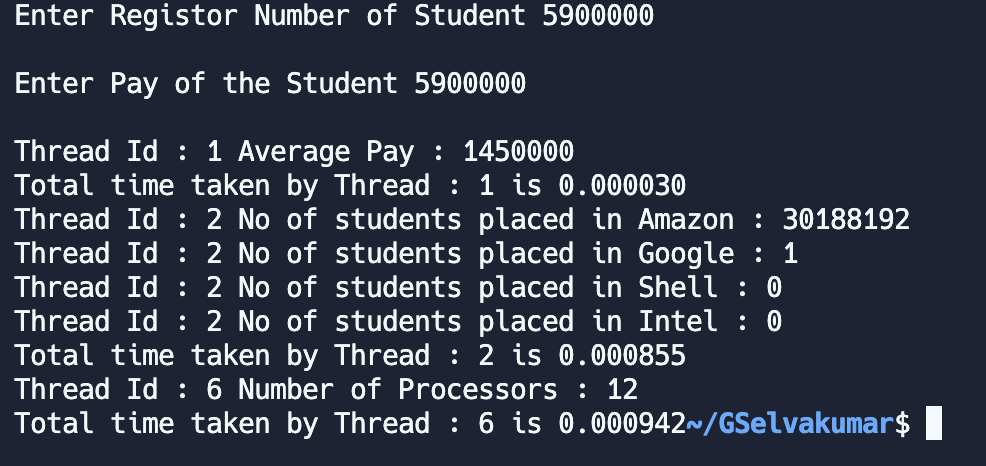 Enter Registor Number of Student 5900000
Enter Pay of the Student 5900000
Thread Id : 1 Average Pay : 1450000
Total time taken by Thread : 1 is 0.000030
Thread Id : 2 No of students placed in Amazon : 30188192
Thread Id : 2 No of students placed in Google : 1
Thread Id : 2 No of students placed in Shell : 0
Thread Id : 2 No of students placed in Intel : 0
Total time taken by Thread : 2 is 0.000855
Thread Id : 6 Number of Processors : 12
Total time taken by Thread : 6 is 0.000942~/GSelvakumar$